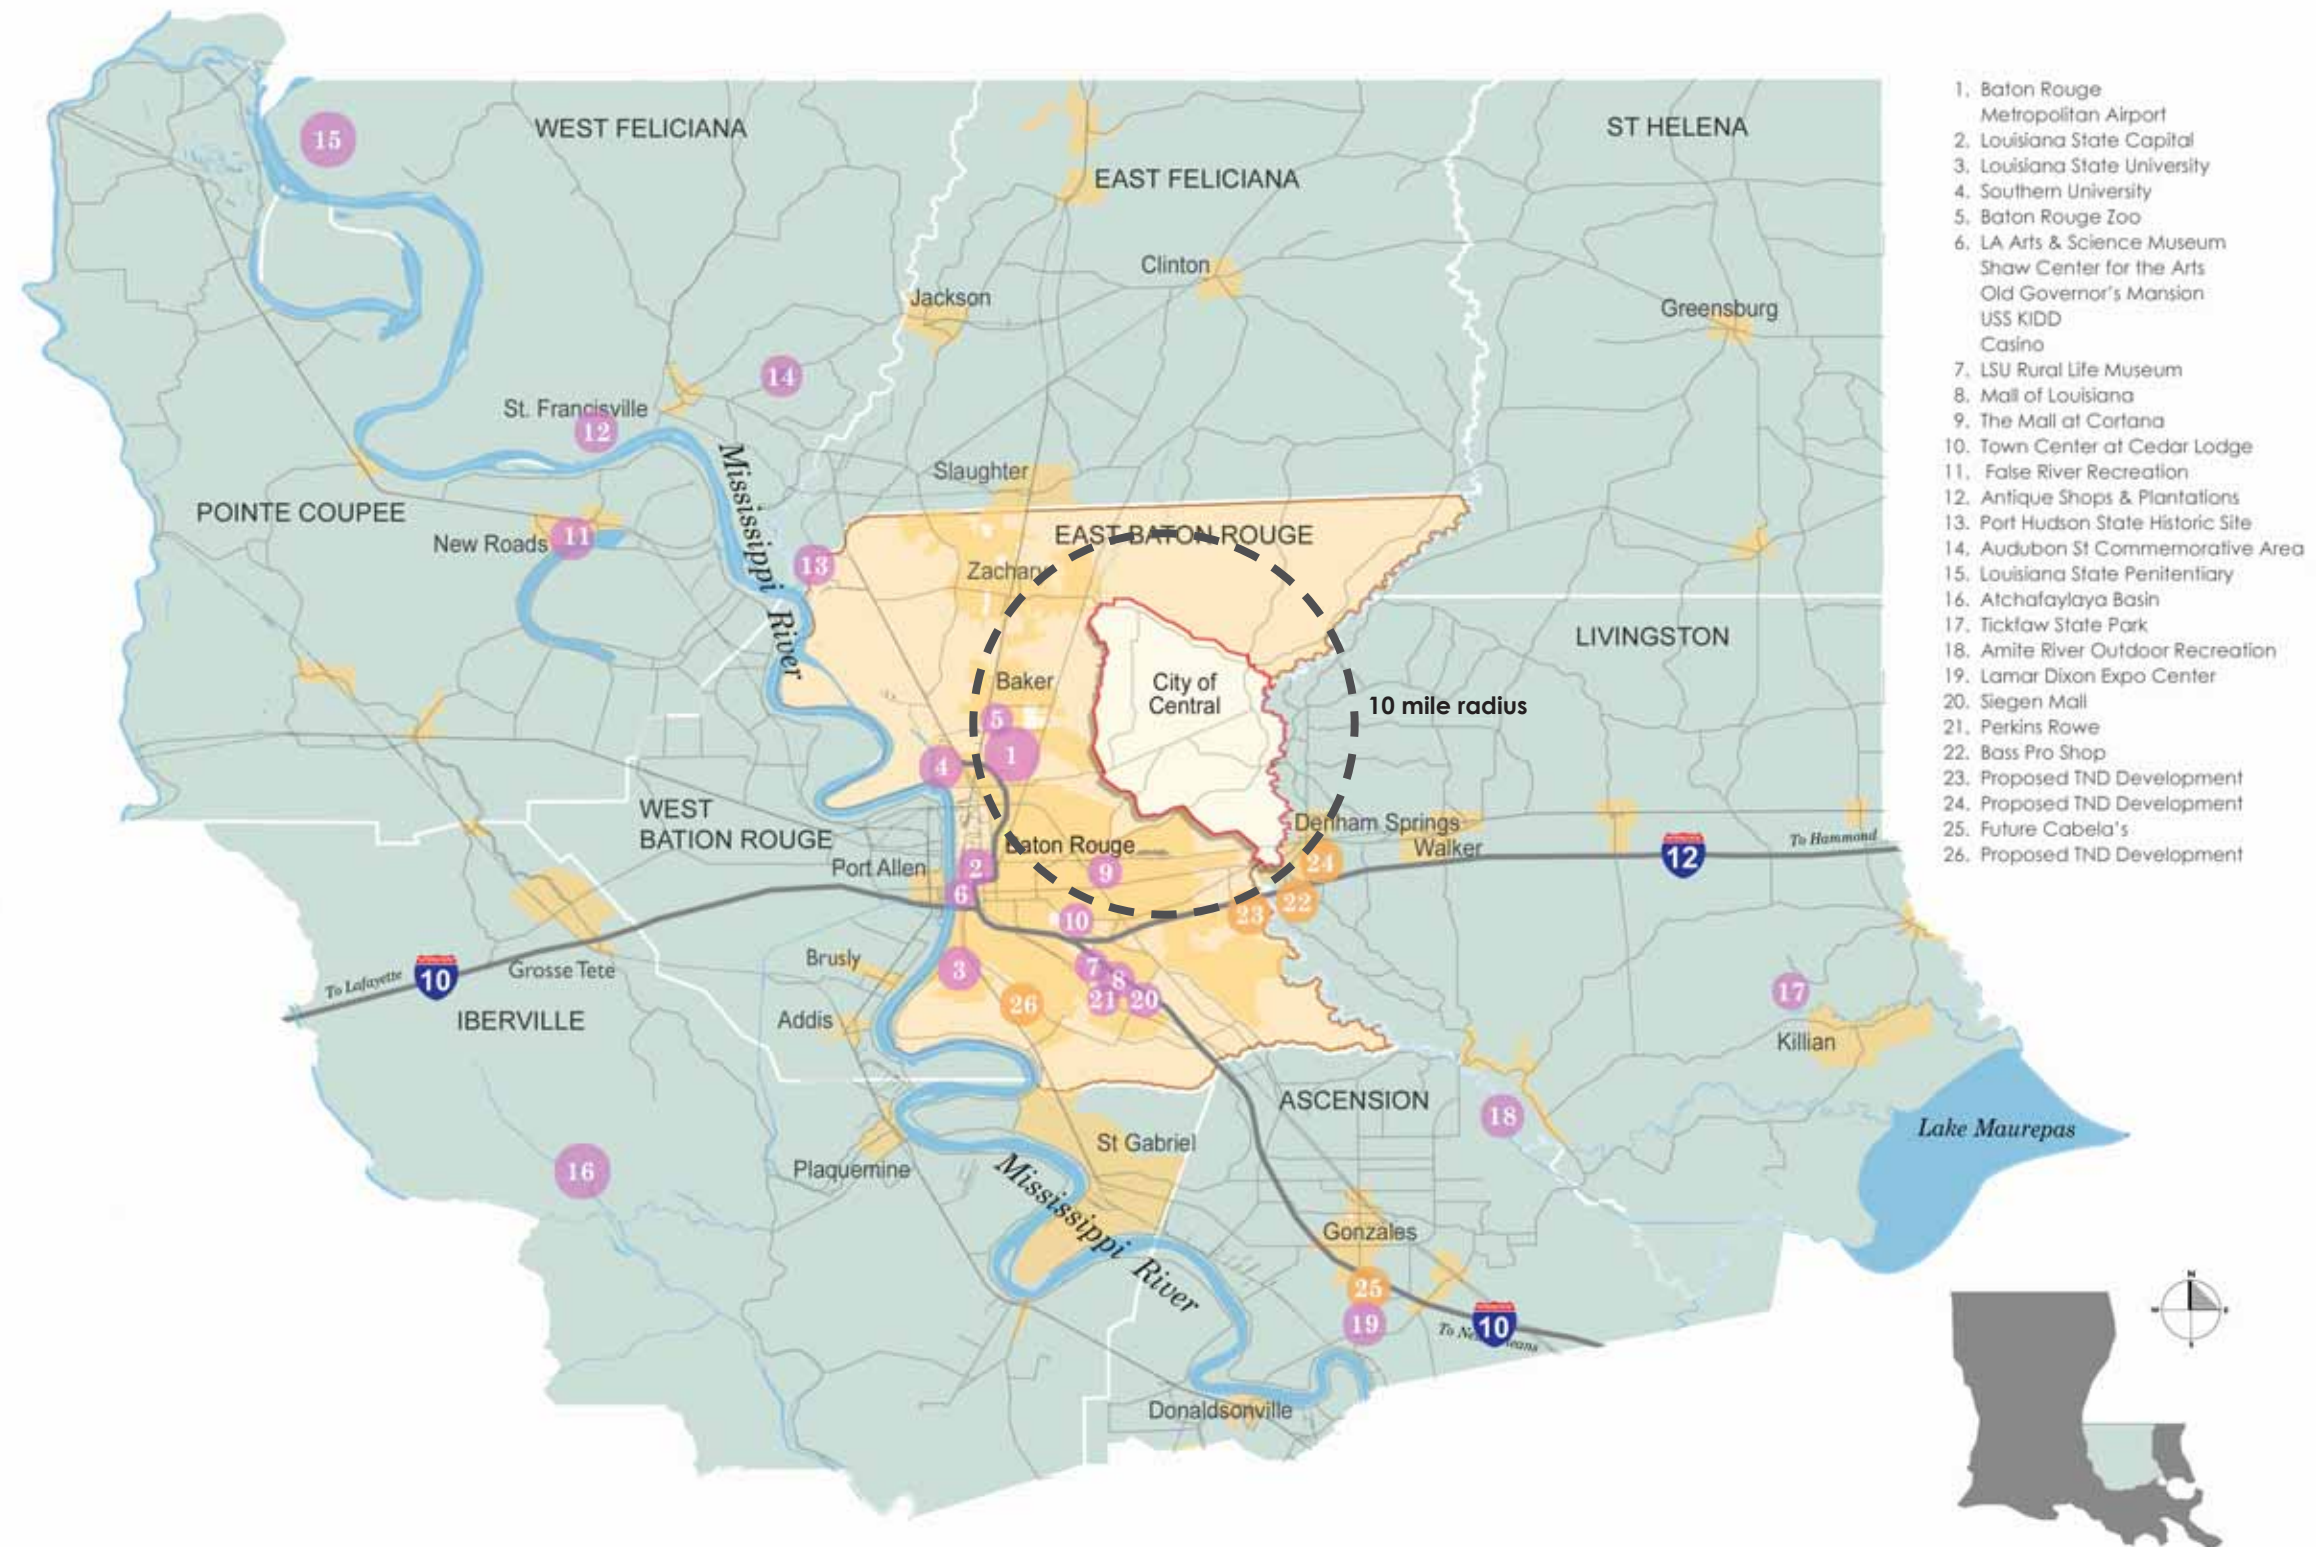 WEST FELICIANA
EAST FELICIANA
ST HELENA
15
Clinton
Jackson
Greensburg
14
St. Francisville
12
Mississippi River
Slaughter
POINTE COUPEE
New Roads
11
13
EAST BATON ROUGE
Zachary
LIVINGSTON
Baker
City of
Central
10 mile radius
5
1
4
WEST
BATION ROUGE
Port Allen
Baton Rouge
Denham Springs
Walker
To Hammond
12
2
6
9
24
10
23
22
Brusly
3
7
8
21
20
26
To Lafayette
10
Grosse Tete
IBERVILLE
Addis
17
Killian
ASCENSION
18
Lake Maurepas
St Gabriel
Plaquemine
16
Mississippi River
Gonzales
25
19
10
To Ne
eans
Donaldsonville
1. Baton Rouge
Metropolitan Airport
2. Louisiana State Capital
3. Louisiana State University
4. Southern University
5. Baton Rouge Zoo
6. LA Arts & Science Museum
Shaw Center for the Arts
Old Governor's Mansion
USS KIDD
Casino
7. LSU Rural Life Museum
8. Mall of Louisiana
9. The Mall at Cortana
10. Town Center at Cedar Lodge
11. False River Recreation
12. Antique Shops & Plantations
13. Port Hudson State Historic Site
14. Audubon St Commemorative Area
15. Louisiana State Penitentiary
16. Atchafaylaya Basin
17. Tickfaw State Park
18. Amite River Outdoor Recreation
19. Lamar Dixon Expo Center
20. Siegen Mall
21. Perkins Rowe
22. Bass Pro Shop
23. Proposed TND Development
24. Proposed TND Development
25. Future Cabela's
26. Proposed TND Development
N
W
E
S